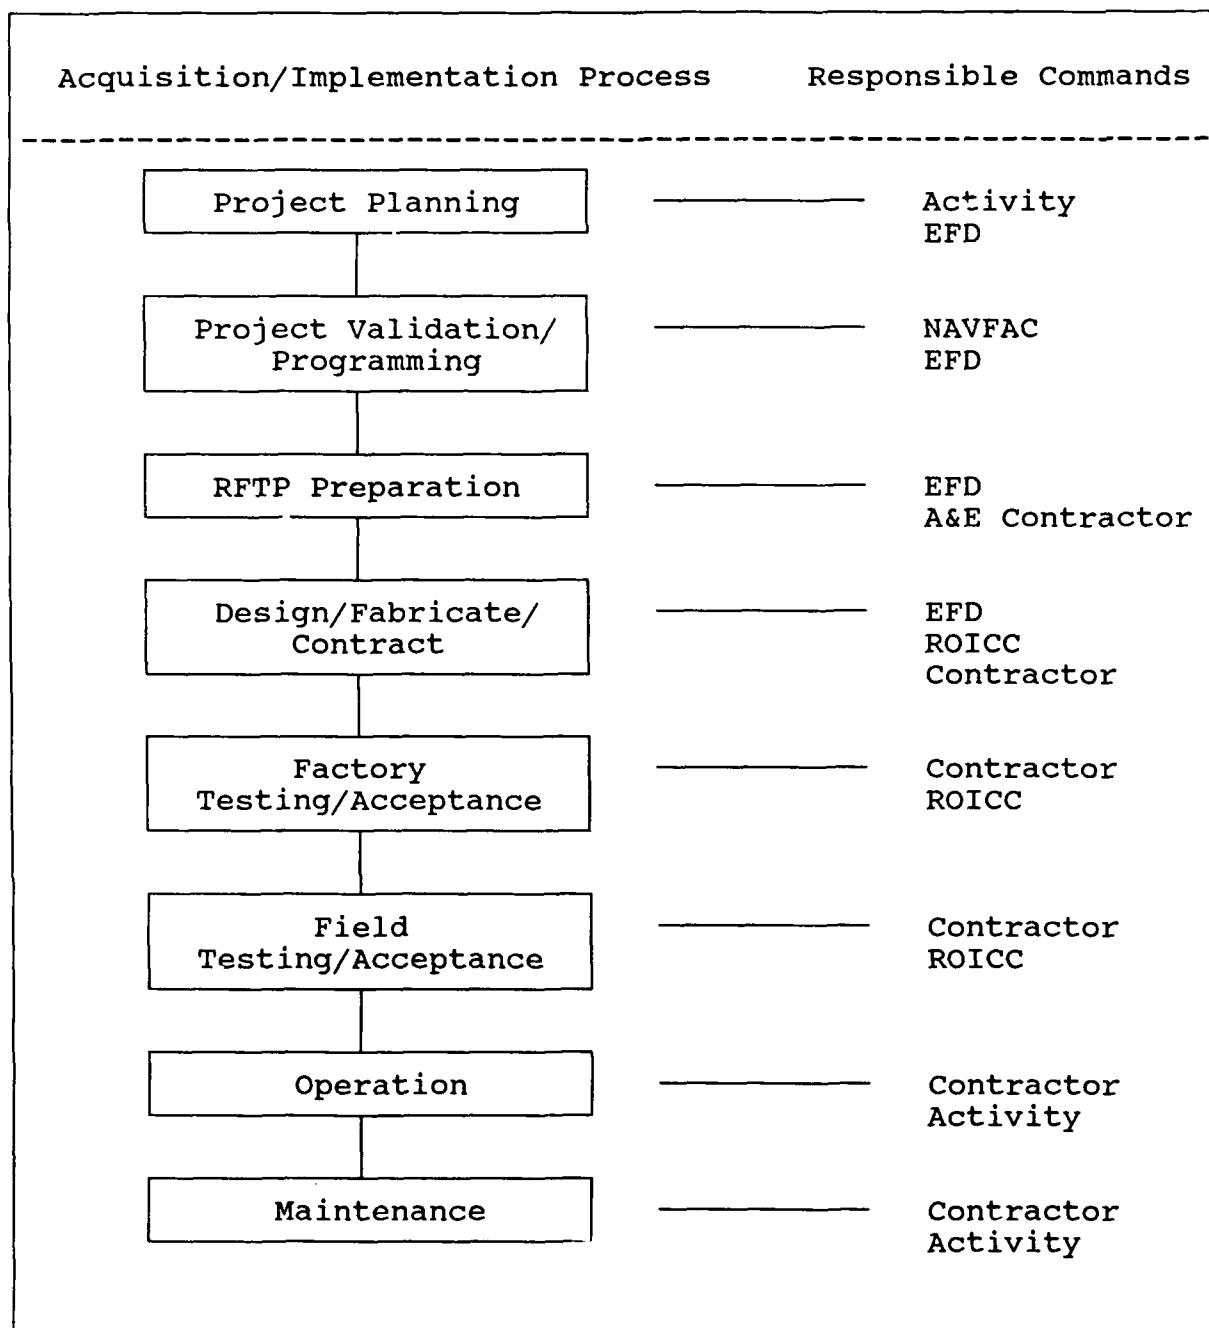 Acquisition/Implementation Process Responsible Commands
Project Planning Activity
EFD
Project Validation/ NAVFAC
Programming EFD
RFTP Preparation EFD
A&E Contractor
Design/Fabricate/ EFD
Contract ROICC
Contractor
Factory Contractor
Testing/Acceptance ROICC
Field Contractor
Testing/Acceptance ROICC
Operation Contractor
Activity
Maintenance Contractor
Activity